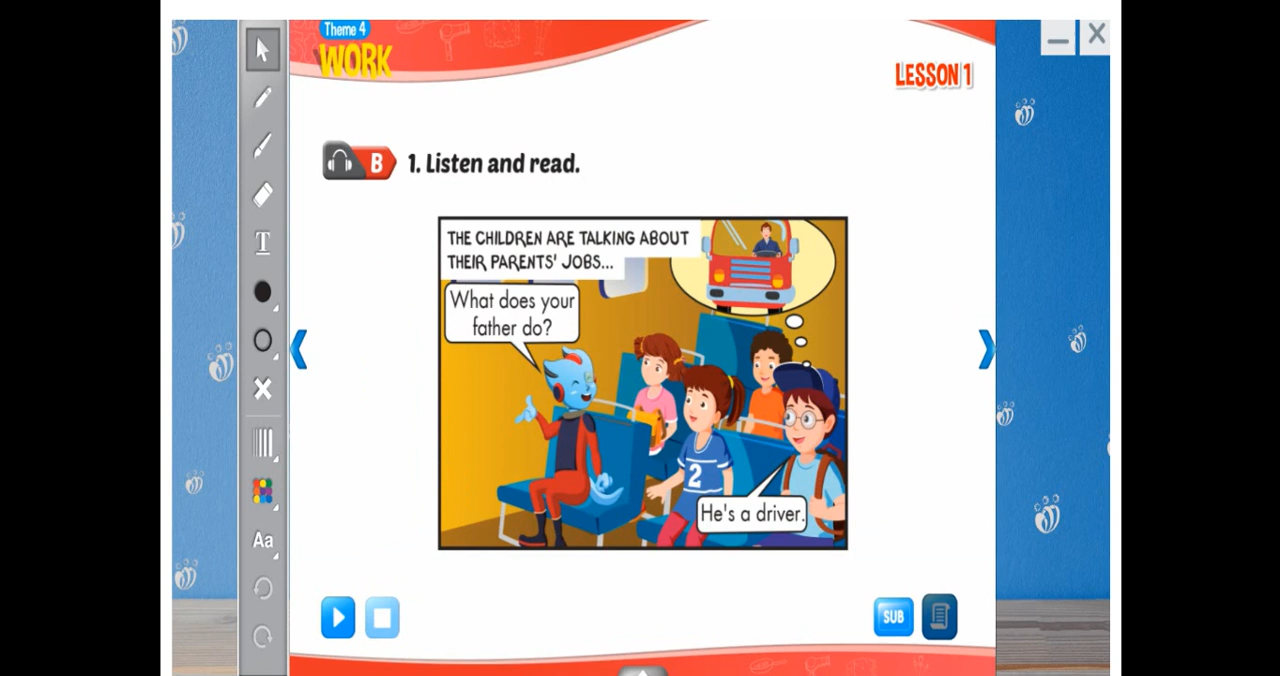 Theme 4
WORK
LESSON 1
B
1. Listen and read.
THE CHILDREN ARE TALKING ABOUT
THEIR PARENTS' JOBS...
What does your
father do?
2
He's a driver.
SUB
T
Aa